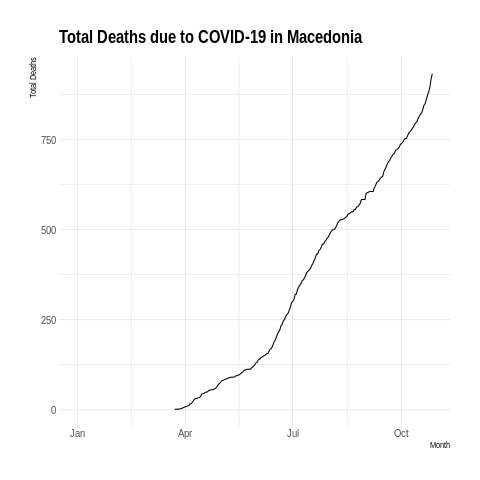 Total Deaths due to COVID-19 in Macedonia
Total Deaths
750
500
250
0
Jan Apr Jul Oct
Month